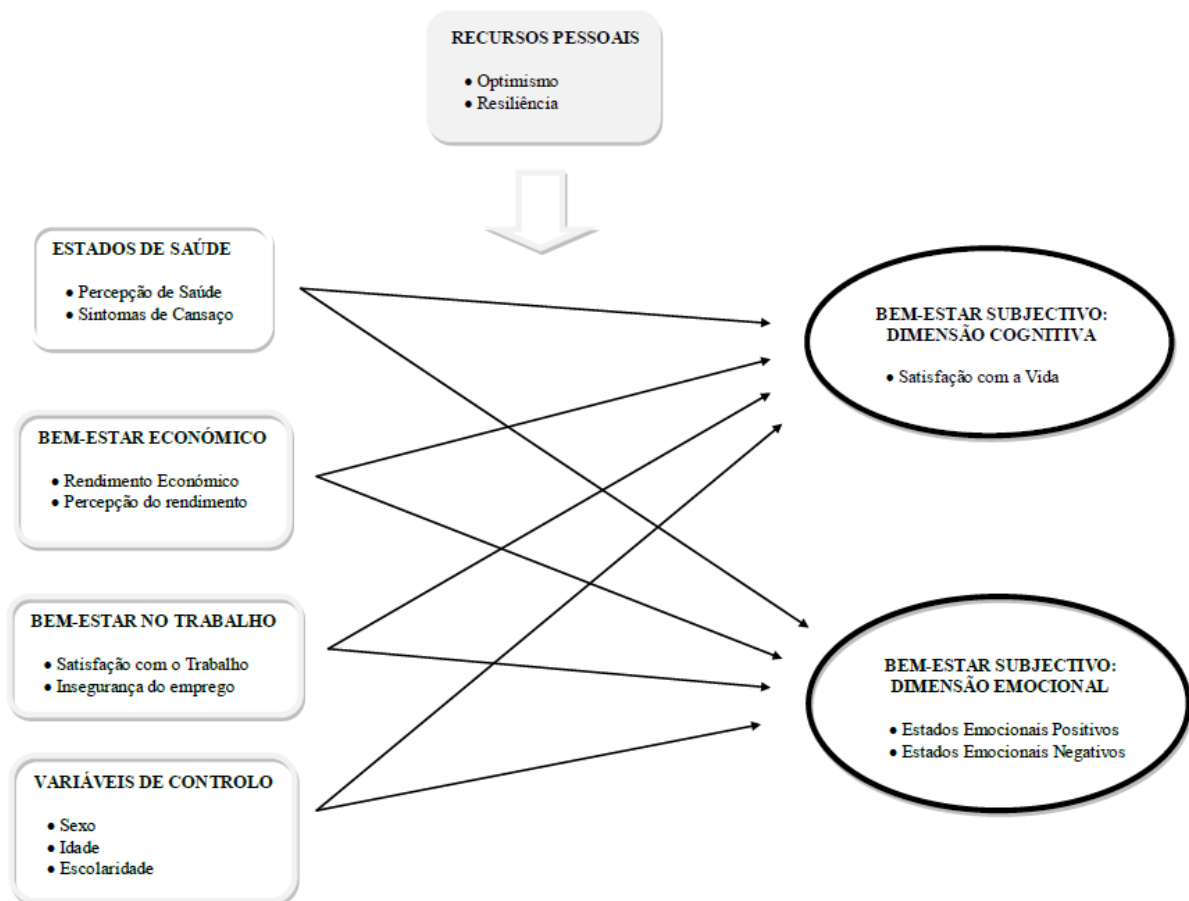 RECURSOS PESSOAIS
• Optimismo
• Resiliência
ESTADOS DE SAÚDE
• Percepção de Saúde
• Sintomas de Cansaço
BEM-ESTAR ECONÓMICO
• Rendimento Económico
• Percepção do rendimento
BEM-ESTAR NO TRABALHO
• Satisfação com o Trabalho
• Insegurança do emprego
VARIÁVEIS DE CONTROLO
• Sexo
• Idade
• Escolaridade
BEM-ESTAR SUBJECTIVO:
DIMENSÃO COGNITIVA
• Satisfação com a Vida
BEM-ESTAR SUBJECTIVO:
DIMENSÃO EMOCIONAL
• Estados Emocionais Positivos
• Estados Emocionais Negativos